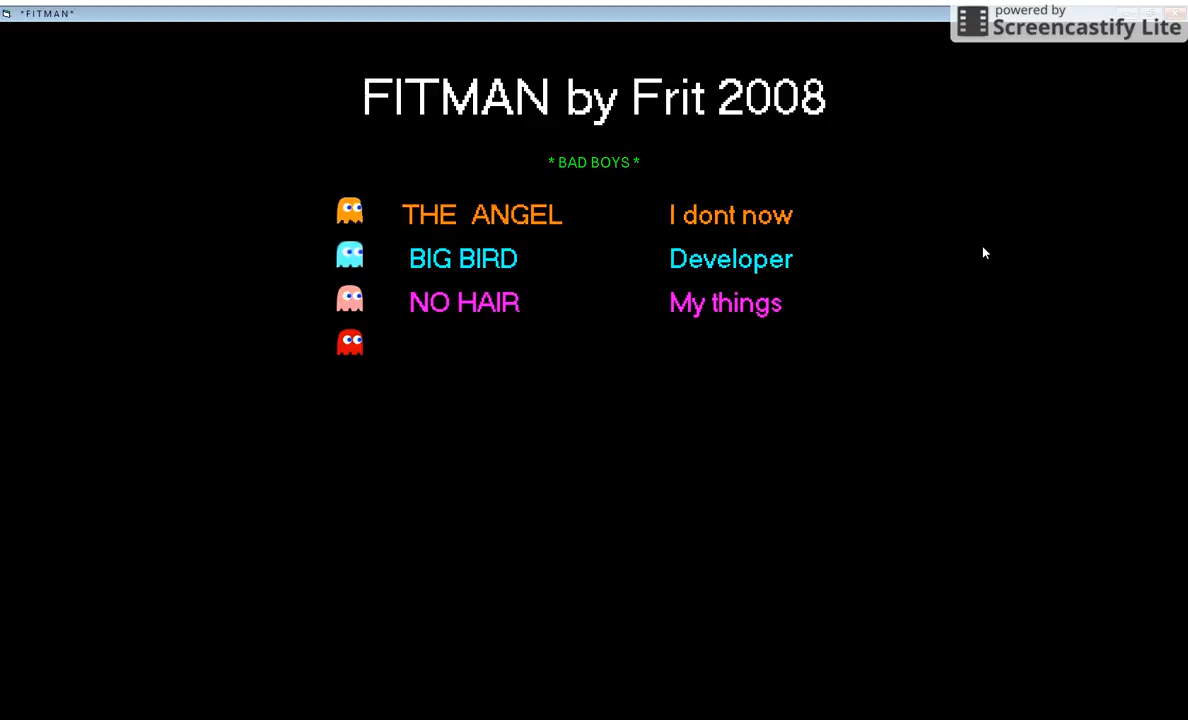 *FITMAN*
powered by
Screencastify Lite
FITMAN by Frit 2008
* BAD BOYS *
THE ANGEL I dont now
BIG BIRD Developer
NO HAIR My things